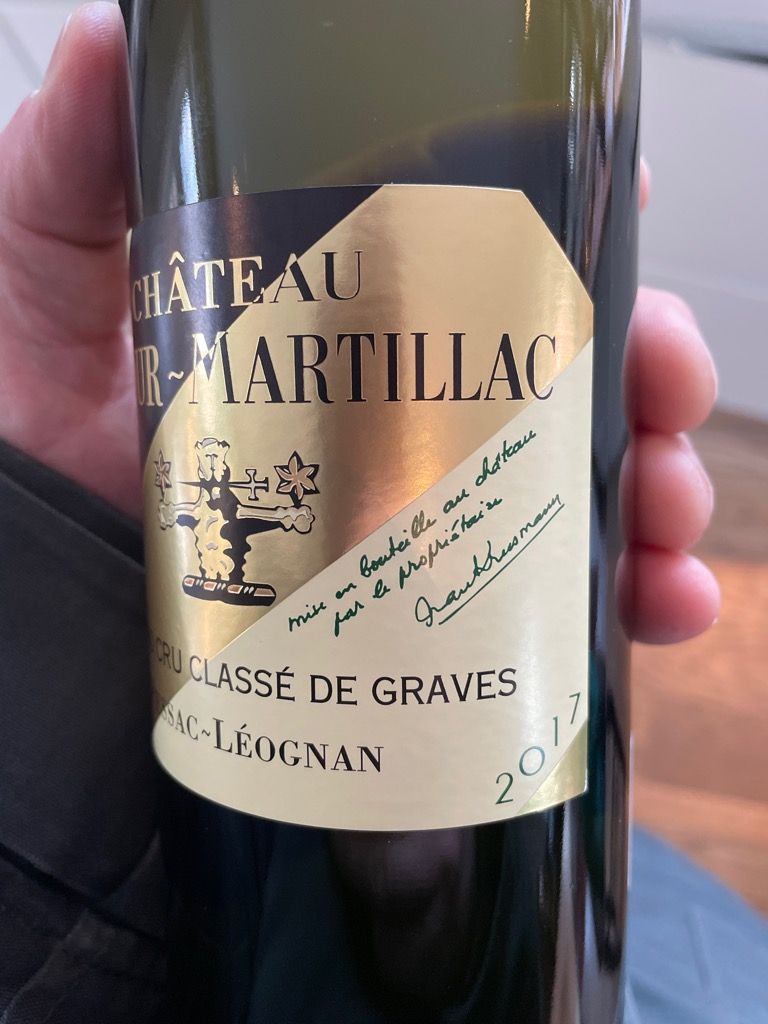 CHÂTEAU
UR~MARTILLAC
mise en bouteille au château
par le propriétaire
CRU CLASSÉ DE GRAVES
SSAC~LÉOGNAN
2017